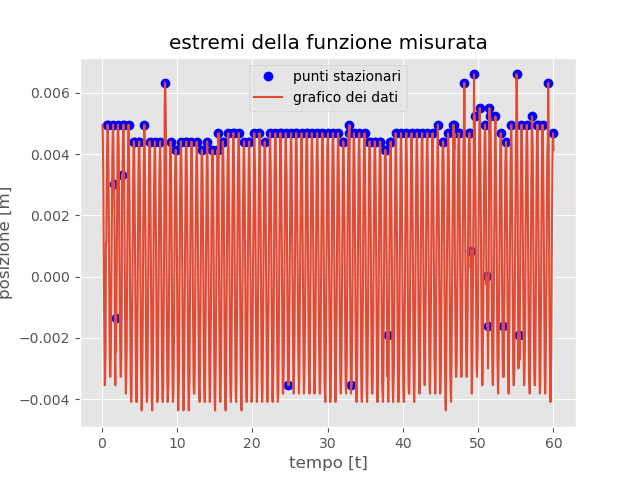 estremi della funzione misurata
punti stazionari
grafico dei dati
posizione [m]
0.006
0.004
0.002
0.000
−0.002
−0.004
0
10
20
30
40
50
60
tempo [t]